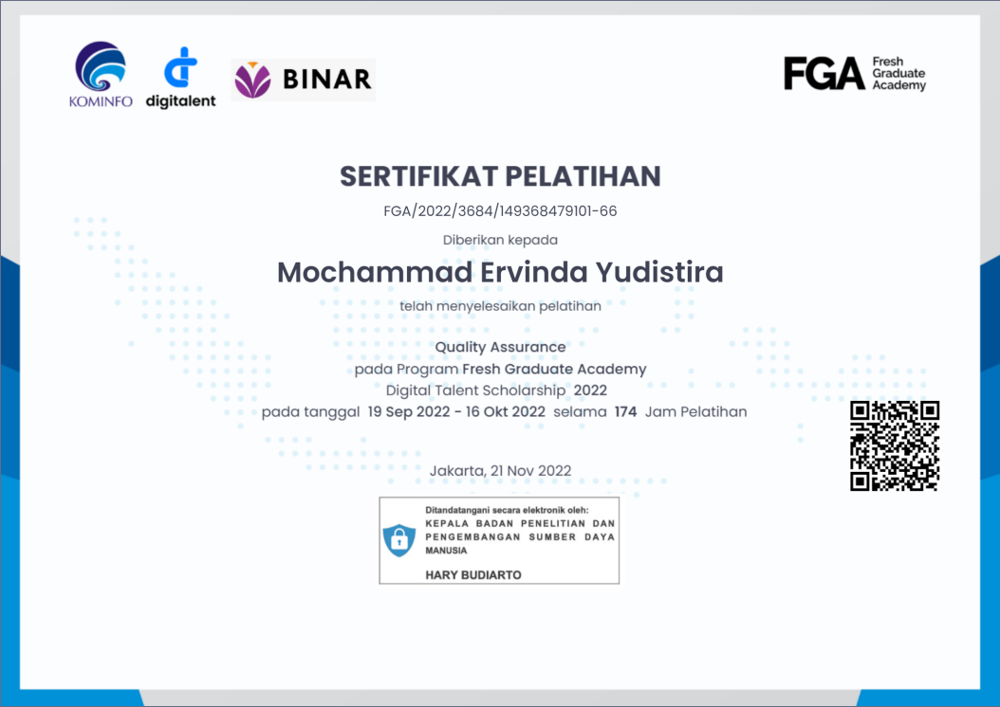 KOMINFO
digitalent
BINAR
FGA
Fresh
Graduate
Academy
SERTIFIKAT PELATIHAN
FGA/2022/3684/149368479101-66
Diberikan kepada
Mochammad Ervinda Yudistira
telah menyelesaikan pelatihan
Quality Assurance
pada Program Fresh Graduate Academy
Digital Talent Scholarship 2022
pada tanggal 19 Sep 2022 - 16 Okt 2022 selama 174 Jam Pelatihan
Jakarta, 21 Nov 2022
Ditandatangani secara elektronik oleh:
KEPALA BADAN PENELITIAN DAN
PENGEMBANGAN SUMBER DAYA
MANUSIA
HARY BUDIARTO